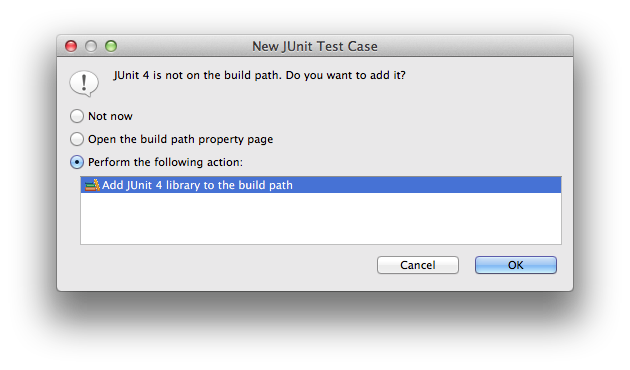 New JUnit Test Case
JUnit 4 is not on the build path. Do you want to add it?
Not now
Open the build path property page
Perform the following action:
Add JUnit 4 library to the build path
Cancel
OK